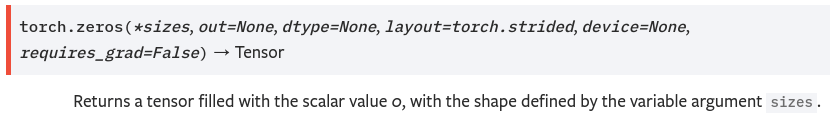 torch.zeros(*sizes, out=None, dtype=None, layout=torch.strided, device=None,
requires_grad=False) → Tensor
Returns a tensor filled with the scalar value 0, with the shape defined by the variable argument sizes.